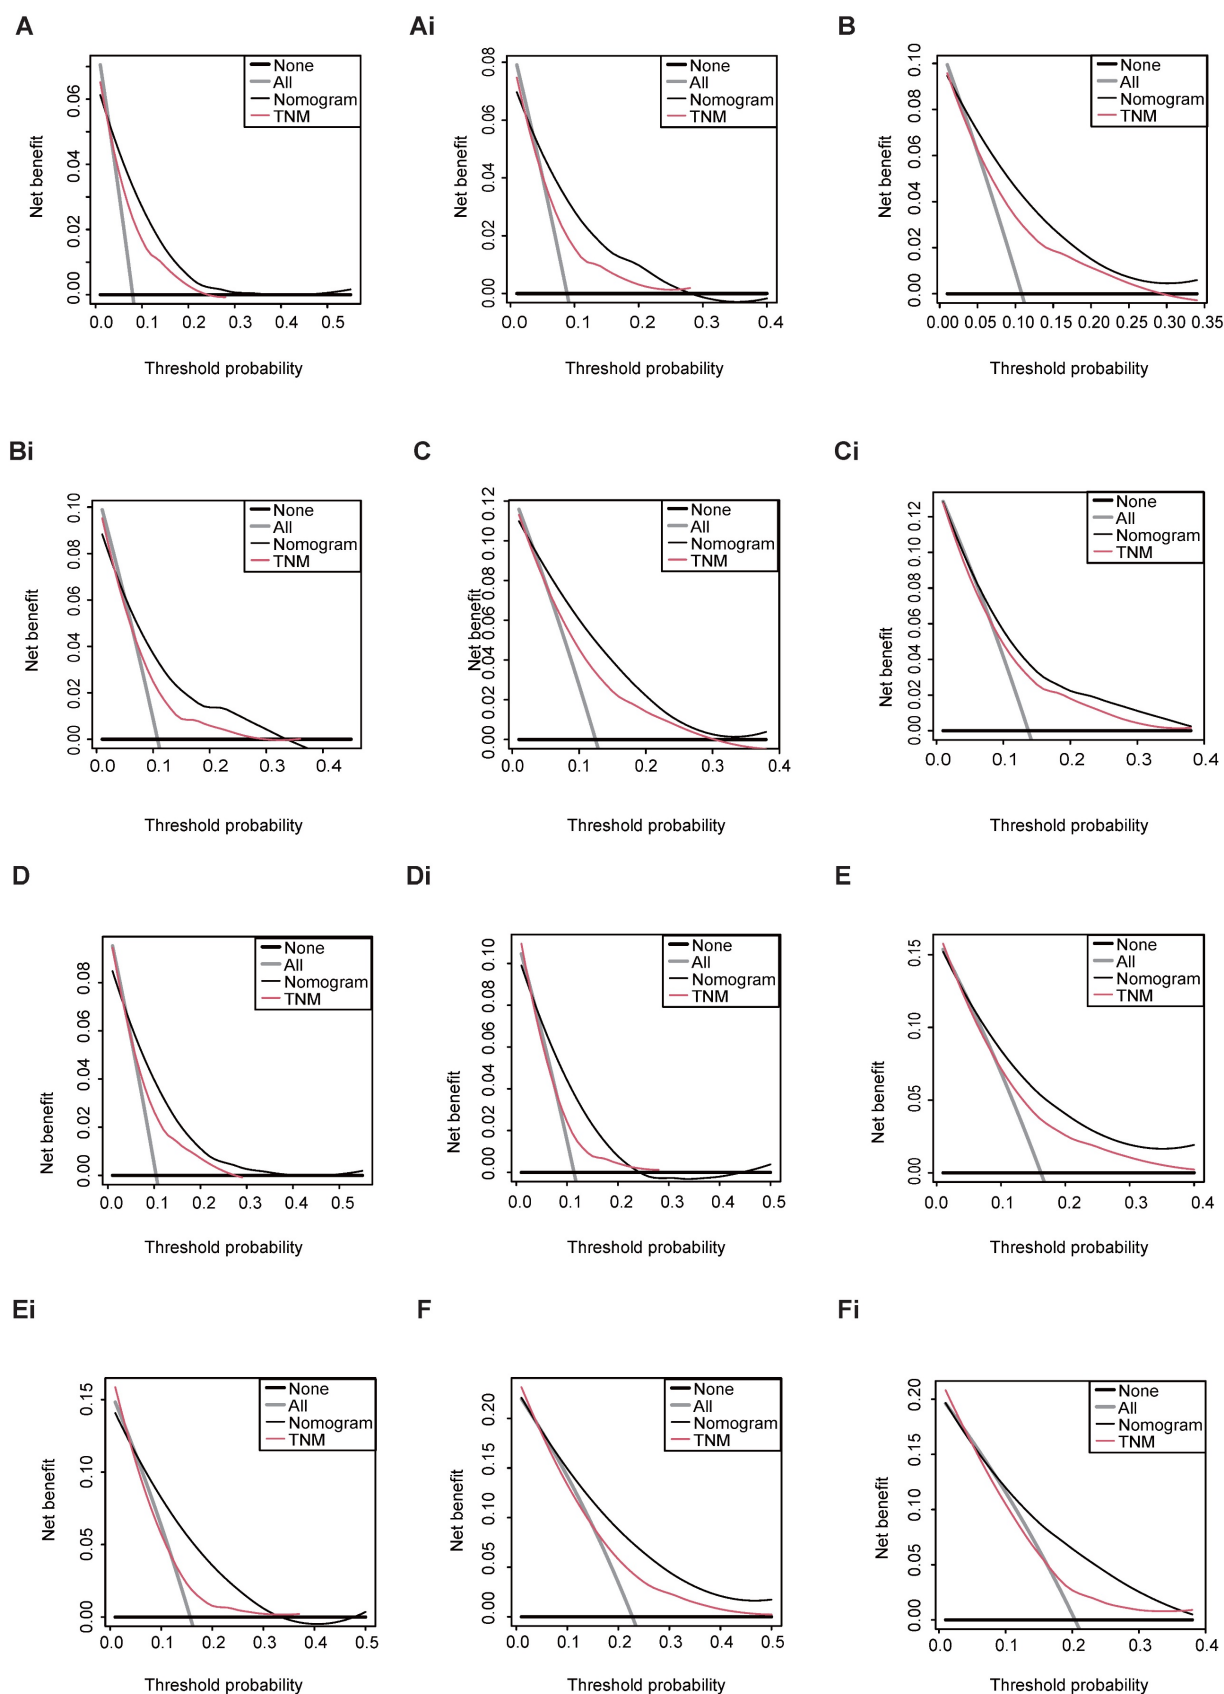 A
Net benefit
0.06
0.04
0.02
0.00
None
All
Nomogram
TNM
0.0 0.1 0.2 0.3 0.4 0.5
Threshold probability
Ai
Net benefit
0.08
0.06
0.04
0.02
0.00
None
All
Nomogram
TNM
0.0 0.1 0.2 0.3 0.4
Threshold probability
B
Net benefit
0.10
0.08
0.06
0.04
0.02
0.00
None
All
Nomogram
TNM
0.00 0.05 0.10 0.15 0.20 0.25 0.30 0.35
Threshold probability
Bi
Net benefit
0.10
0.08
0.06
0.04
0.02
0.00
None
All
Nomogram
TNM
0.0 0.1 0.2 0.3 0.4
Threshold probability
C
Net benefit
0.12
0.10
0.08
0.06
0.04
0.02
0.00
None
All
Nomogram
TNM
0.0 0.1 0.2 0.3 0.4
Threshold probability
Ci
Net benefit
0.12
0.10
0.08
0.06
0.04
0.02
0.00
None
All
Nomogram
TNM
0.0 0.1 0.2 0.3 0.4
Threshold probability
D
Net benefit
0.08
0.06
0.04
0.02
0.00
None
All
Nomogram
TNM
0.0 0.1 0.2 0.3 0.4 0.5
Threshold probability
Di
Net benefit
0.10
0.08
0.06
0.04
0.02
0.00
None
All
Nomogram
TNM
0.0 0.1 0.2 0.3 0.4 0.5
Threshold probability
E
Net benefit
0.15
0.10
0.05
0.00
None
All
Nomogram
TNM
0.0 0.1 0.2 0.3 0.4
Threshold probability
Ei
Net benefit
0.15
0.10
0.05
0.00
None
All
Nomogram
TNM
0.0 0.1 0.2 0.3 0.4 0.5
Threshold probability
F
Net benefit
0.20
0.15
0.10
0.05
0.00
None
All
Nomogram
TNM
0.0 0.1 0.2 0.3 0.4 0.5
Threshold probability
Fi
Net benefit
0.20
0.15
0.10
0.05
0.00
None
All
Nomogram
TNM
0.0 0.1 0.2 0.3 0.4
Threshold probability